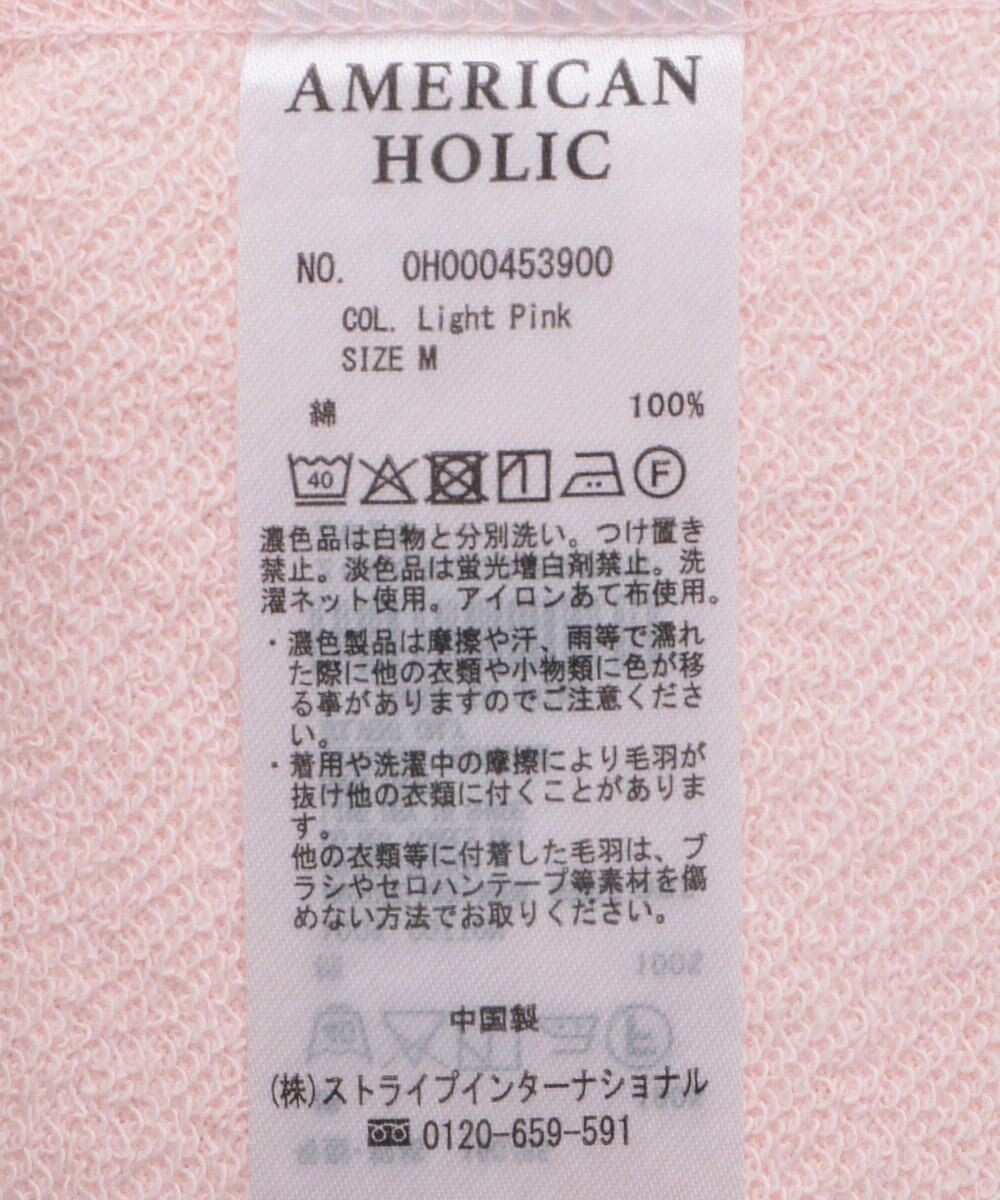 AMERICAN
HOLIC
NO. 0H000453900
COL. Light Pink
SIZE M
綿 100%
40 F
濃色品は白物と分別洗い。つけ置き
禁止。淡色品は蛍光増白剤禁止。洗
濯ネット使用。アイロンあて布使用。
・濃色製品は摩擦や汗、雨等で濡れ
た際に他の衣類や小物類に色が移
る事がありますのでご注意くださ
い。
・着用や洗濯中の摩擦により毛羽が
抜け他の衣類に付くことがありま
す。
他の衣類等に付着した毛羽は、ブ
ラシやセロハンテープ等素材を傷
めない方法でお取りください。
中国製
(株)ストライプインターナショナル
0120-659-591